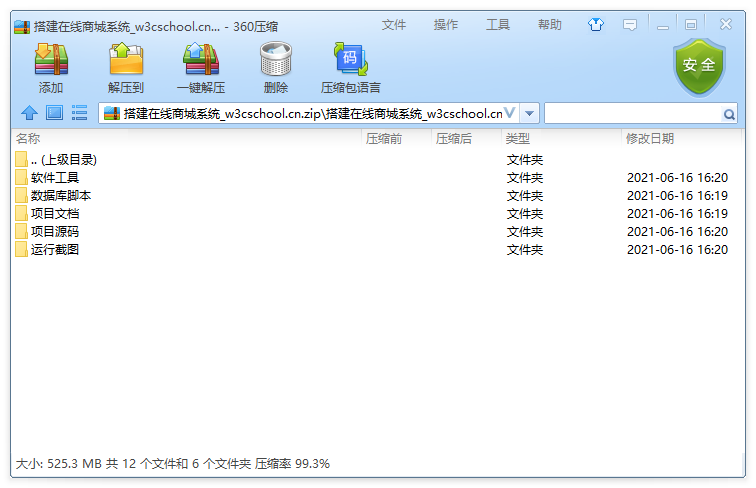 搭建在线商城系统_w3cschool.cn... - 360压缩 文件 操作 工具 帮助
添加 解压到 一键解压 删除 码 压缩包语言 安全
搭建在线商城系统_w3cschool.cn.zip\搭建在线商城系统_w3cschool.cn
名称 压缩前 压缩后 类型 修改日期
.. (上级目录) 文件夹
软件工具 文件夹 2021-06-16 16:20
数据库脚本 文件夹 2021-06-16 16:19
项目文档 文件夹 2021-06-16 16:19
项目源码 文件夹 2021-06-16 16:20
运行截图 文件夹 2021-06-16 16:20
大小: 525.3 MB 共 12 个文件和 6 个文件夹 压缩率 99.3%